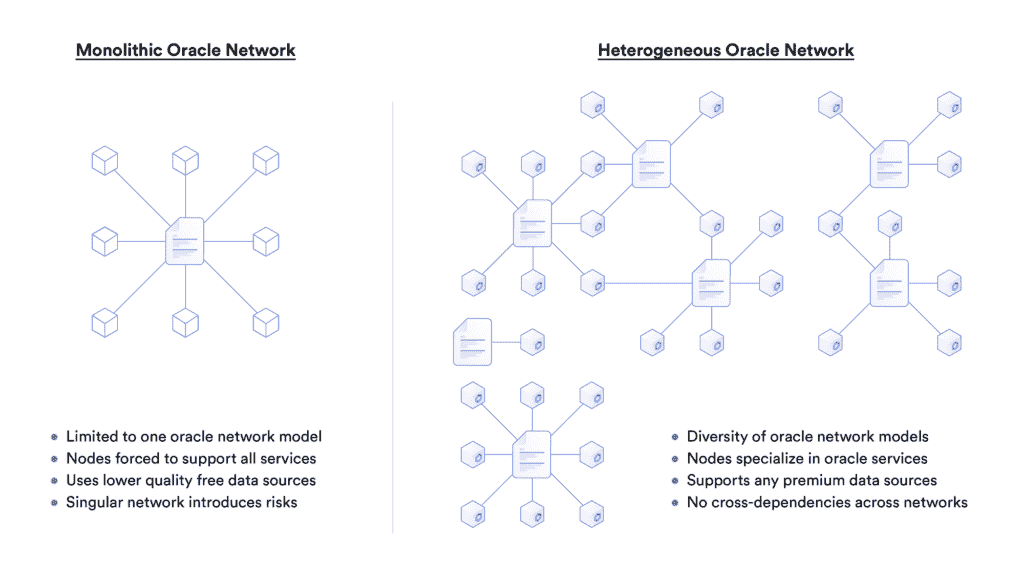 Monolithic Oracle Network
Limited to one oracle network model
Nodes forced to support all services
Uses lower quality free data sources
Singular network introduces risks
Heterogeneous Oracle Network
Diversity of oracle network models
Nodes specialize in oracle services
Supports any premium data sources
No cross-dependencies across networks